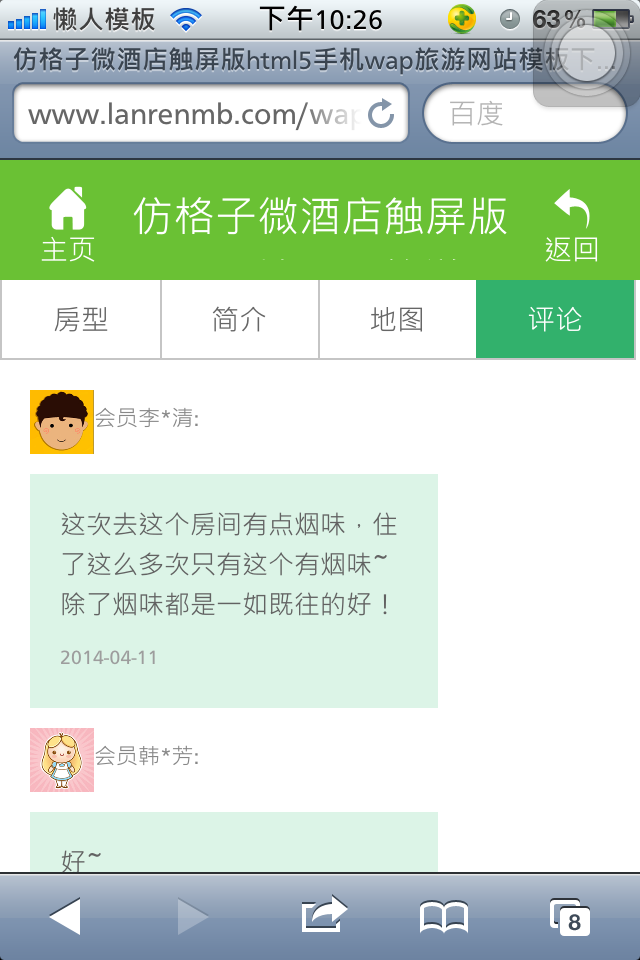 懒人模板 下午10:26 63%
仿格子微酒店触屏版html5手机wap旅游网站模板下...
www.lanrenmb.com/wap 百度
主页 仿格子微酒店触屏版 返回
房型 简介 地图 评论
会员李*清:
这次去这个房间有点烟味，住
了这么多次只有这个有烟味~
除了烟味都是一如既往的好！
2014-04-11
会员韩*芳:
好~
8